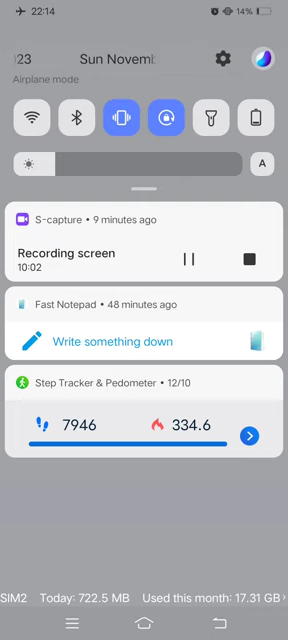 22:14
14%
23
Sun Novemb
Airplane mode
A
S-capture • 9 minutes ago
Recording screen
10:02
Fast Notepad • 48 minutes ago
Write something down
Step Tracker & Pedometer • 12/10
7946
334.6
SIM2 Today: 722.5 MB Used this month: 17.31 GB